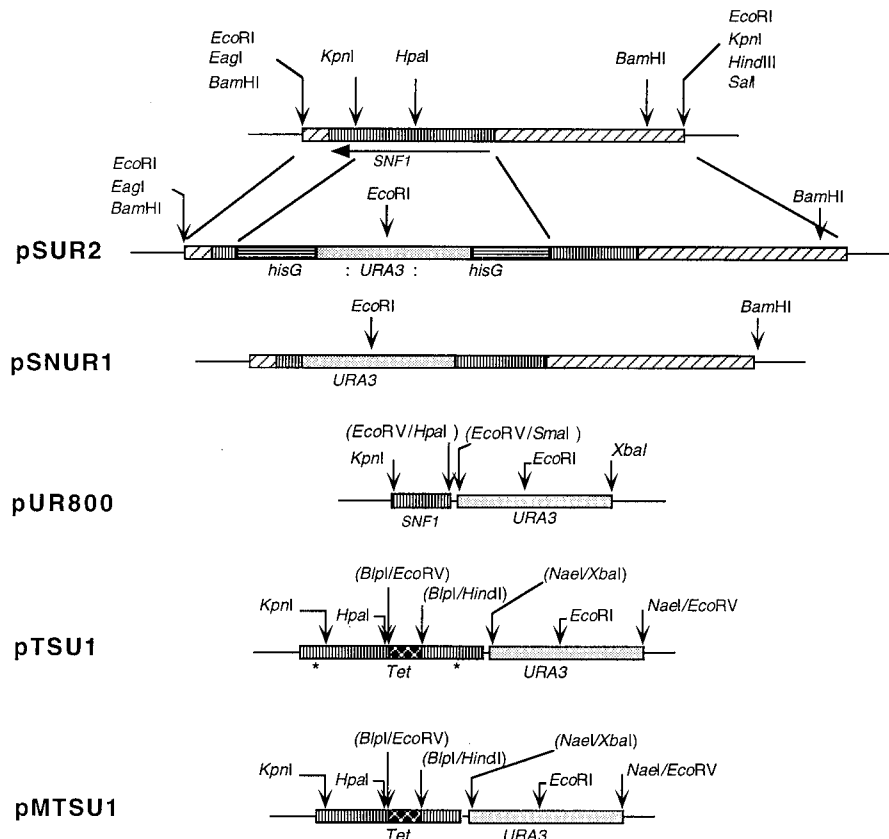 EcoRI
EagI
BamHI
KpnI
HpaI
BamHI
EcoRI
KpnI
HindIII
SalI
SNF1
EcoRI
EagI
BamHI
EcoRI
BamHI
pSUR2
hisG : URA3 : hisG
EcoRI
BamHI
pSNUR1
URA3
(EcoRV/HpaI )
(EcoRV/SmaI )
KpnI
EcoRI
XbaI
pUR800
SNF1
URA3
(BlpI/EcoRV)
(NaeI/XbaI)
KpnI
HpaI
(BlpI/HindII)
EcoRI
NaeI/EcoRV
pTSU1
* Tet * URA3
(BlpI/EcoRV)
(NaeI/XbaI)
KpnI
HpaI
(BlpI/HindII)
EcoRI
NaeI/EcoRV
pMTSU1
Tet
URA3